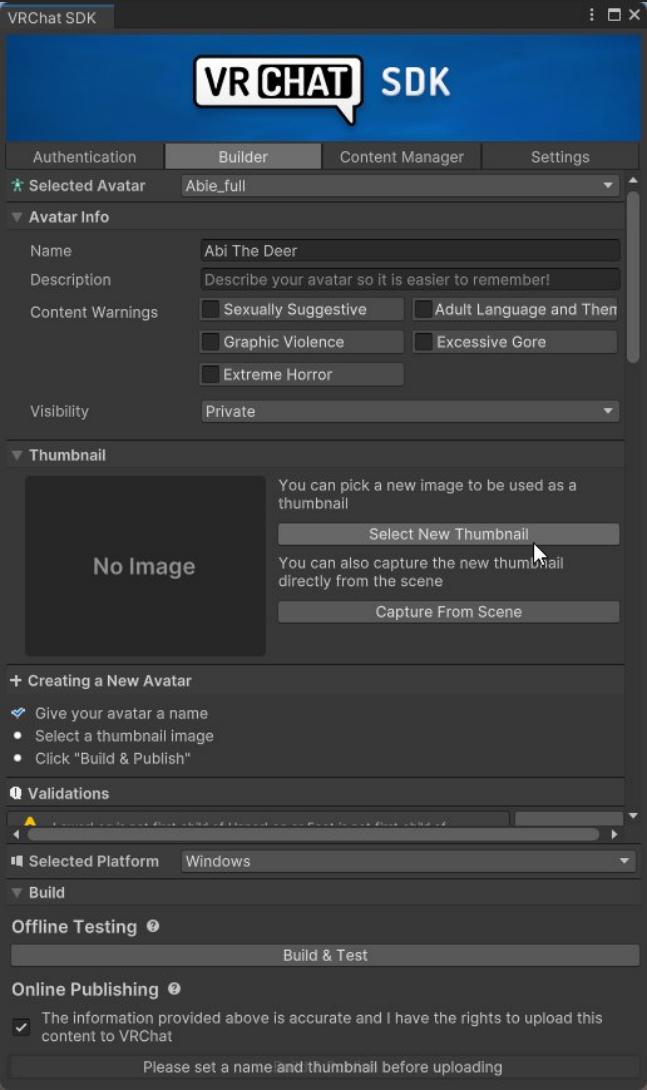 VRChat SDK
VRCHAT SDK
Authentication Builder Content Manager Settings
Selected Avatar Abie_full
Avatar Info
Name Abi The Deer
Description Describe your avatar so it is easier to remember!
Content Warnings Sexually Suggestive Adult Language and Them
Graphic Violence Excessive Gore
Extreme Horror
Visibility Private
Thumbnail
No Image
You can pick a new image to be used as a
thumbnail
Select New Thumbnail
You can also capture the new thumbnail
directly from the scene
Capture From Scene
Creating a New Avatar
Give your avatar a name
Select a thumbnail image
Click "Build & Publish"
Validations
Selected Platform Windows
Build
Offline Testing
Build & Test
Online Publishing
The information provided above is accurate and I have the rights to upload this
content to VRChat
Please set a name and thumbnail before uploading